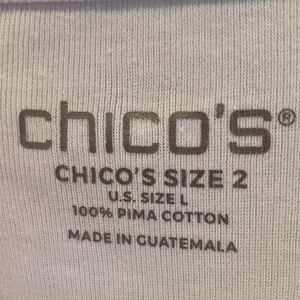 chico's®
CHICO'S SIZE 2
U.S. SIZE L
100% PIMA COTTON
MADE IN GUATEMALA